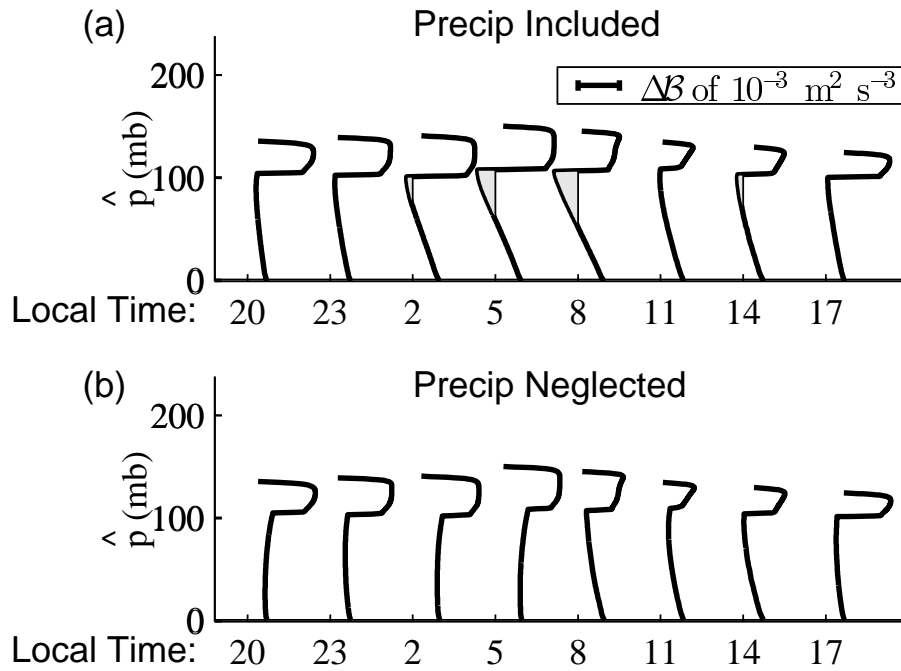 (a) Precip Included
200
ΔB of 10⁻³ m² s⁻³
100
p̂ (mb)
0
Local Time: 20 23 2 5 8 11 14 17
(b) Precip Neglected
200
100
p̂ (mb)
0
Local Time: 20 23 2 5 8 11 14 17